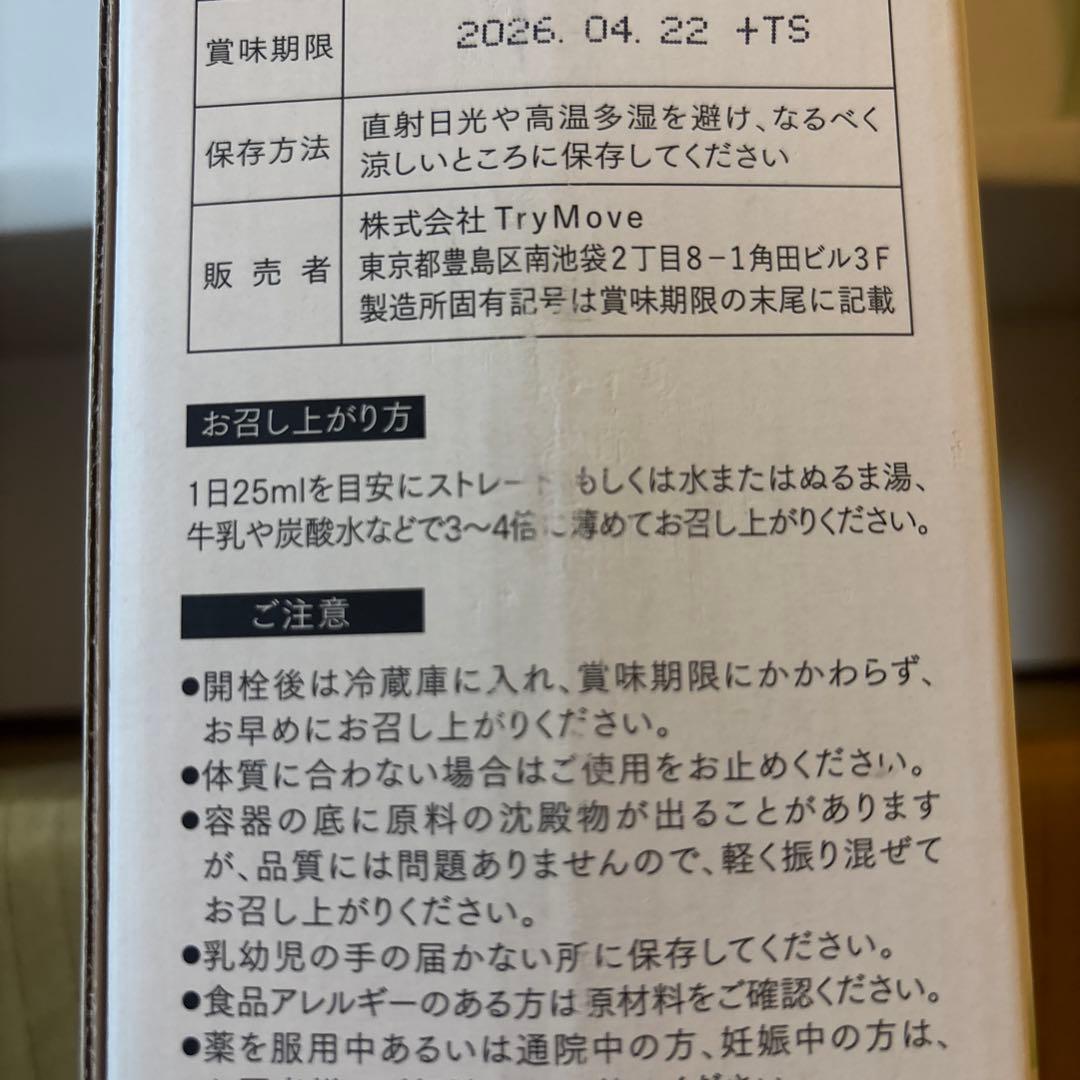 賞味期限
2026. 04. 22 +TS
保存方法
直射日光や高温多湿を避け、なるべく
涼しいところに保存してください
販売者
株式会社 TryMove
東京都豊島区南池袋2丁目8-1角田ビル3F
製造所固有記号は賞味期限の末尾に記載
お召し上がり方
1日25mlを目安にストレート もしくは水またはぬるま湯、
牛乳や炭酸水などで3〜4倍に薄めてお召し上がりください。
ご注意
●開栓後は冷蔵庫に入れ、賞味期限にかかわらず、
お早めにお召し上がりください。
●体質に合わない場合はご使用をお止めください。
●容器の底に原料の沈殿物が出ることがあります
が、品質には問題ありませんので、軽く振り混ぜて
お召し上がりください。
●乳幼児の手の届かない所に保存してください。
●食品アレルギーのある方は原材料をご確認ください。
●薬を服用中あるいは通院中の方、妊娠中の方は、